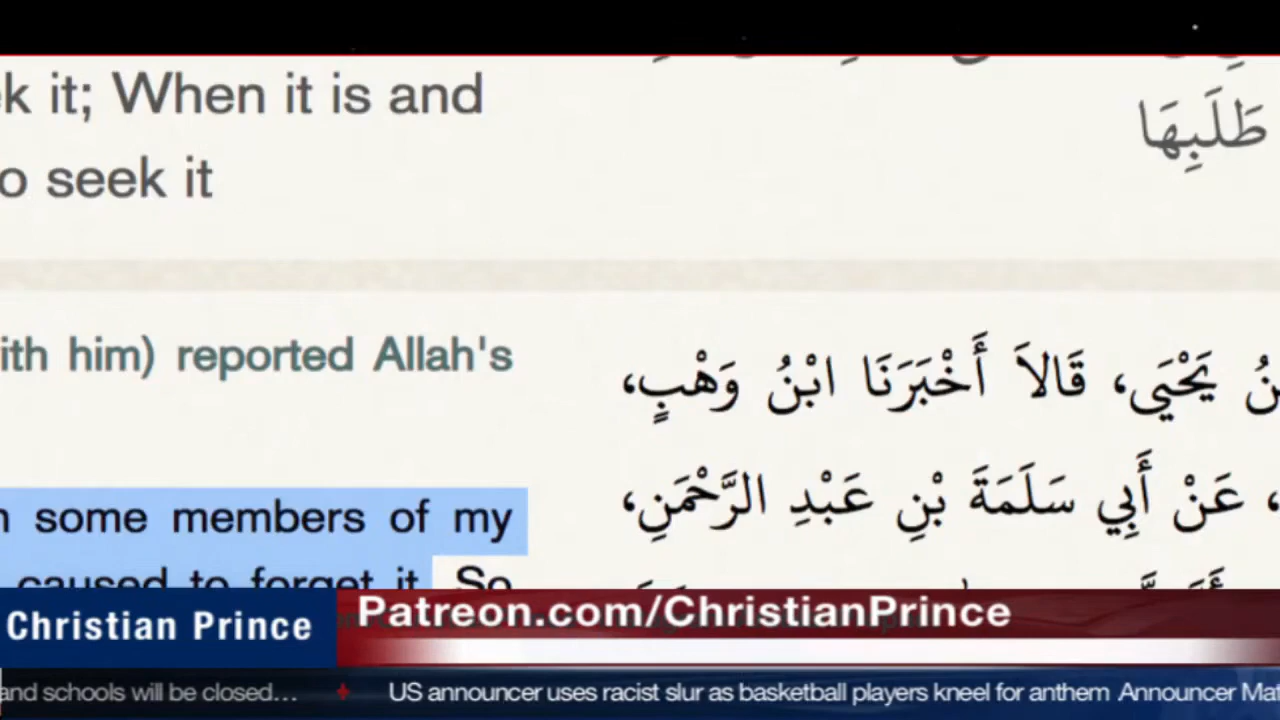 ek it; When it is and
o seek it
طَلَبِهَا
ith him) reported Allah's
نُ يَحْيَى، قَالاَ أَخْبَرَنَا ابْنُ وَهْبٍ،
some members of my
caused to forget it. So
، عَنْ أَبِي سَلَمَةَ بْنِ عَبْدِ الرَّحْمَنِ،
Christian Prince
Patreon.com/ChristianPrince
and schools will be closed... ♦ US announcer uses racist slur as basketball players kneel for anthem Announcer Mat